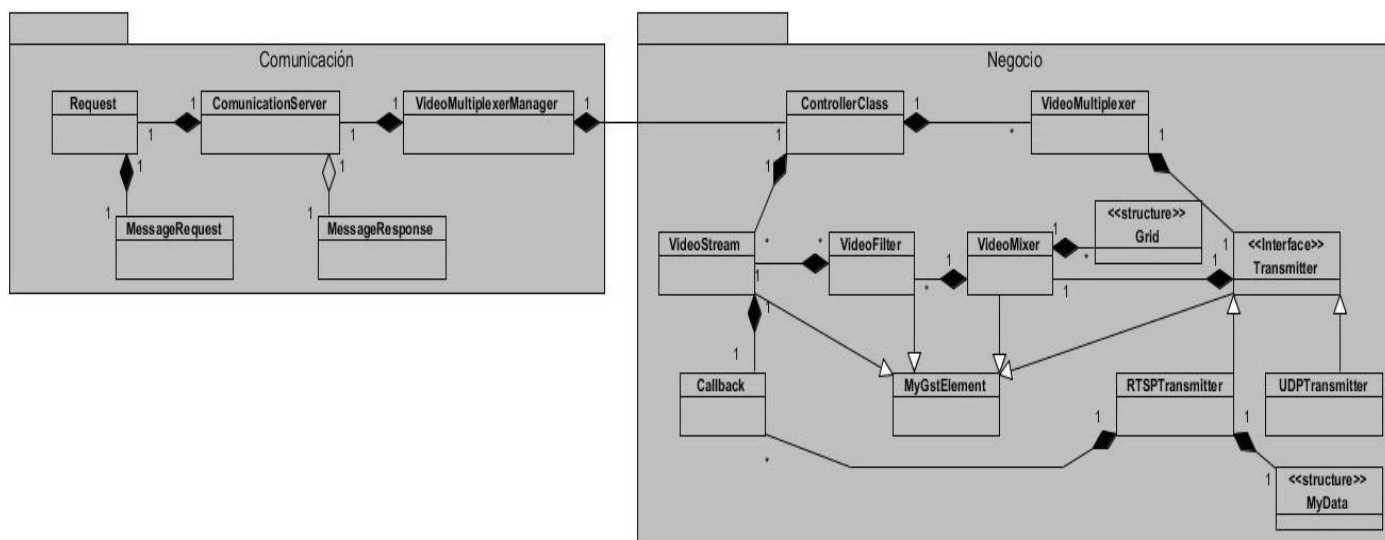 Comunicación
Request
1
ComunicationServer
1
VideoMultiplexerManager
1
1
1
1
1
1
1
1
MessageRequest
MessageResponse
Negocio
ControllerClass
1
VideoMultiplexer
1
*
1
1
<<structure>>
Grid
VideoStream
*
*
VideoFilter
1
VideoMixer
1
*
1
1
<<Interface>>
Transmitter
1
*
1
1
1
Callback
MyGstElement
RTSPTransmitter
UDPTransmitter
1
1
*
1
<<structure>>
MyData